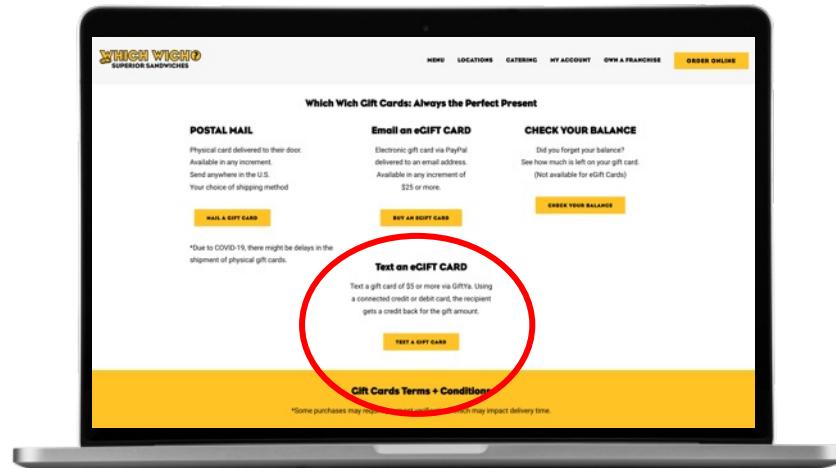 WHICH WICH
SUPERIOR SANDWICHES
MENU LOCATIONS CATERING MY ACCOUNT OWN A FRANCHISE ORDER ONLINE
Which Wich Gift Cards: Always the Perfect Present
POSTAL MAIL
Physical card delivered to their door.
Available in any increment.
Send anywhere in the U.S.
Your choice of shipping method
MAIL A GIFT CARD
*Due to COVID-19, there might be delays in the
shipment of physical gift cards.
Email an eGIFT CARD
Electronic gift card via PayPal
delivered to an email address.
Available in any increment of
$25 or more.
BUY AN EGIFT CARD
Text an eGIFT CARD
Text a gift card of $5 or more via GiftYa. Using
a connected credit or debit card, the recipient
gets a credit back for the gift amount.
TEXT A GIFT CARD
CHECK YOUR BALANCE
Did you forget your balance?
See how much is left on your gift card.
(Not available for eGift Cards)
CHECK YOUR BALANCE
Gift Cards Terms + Conditions
*Some purchases may which may impact delivery time.